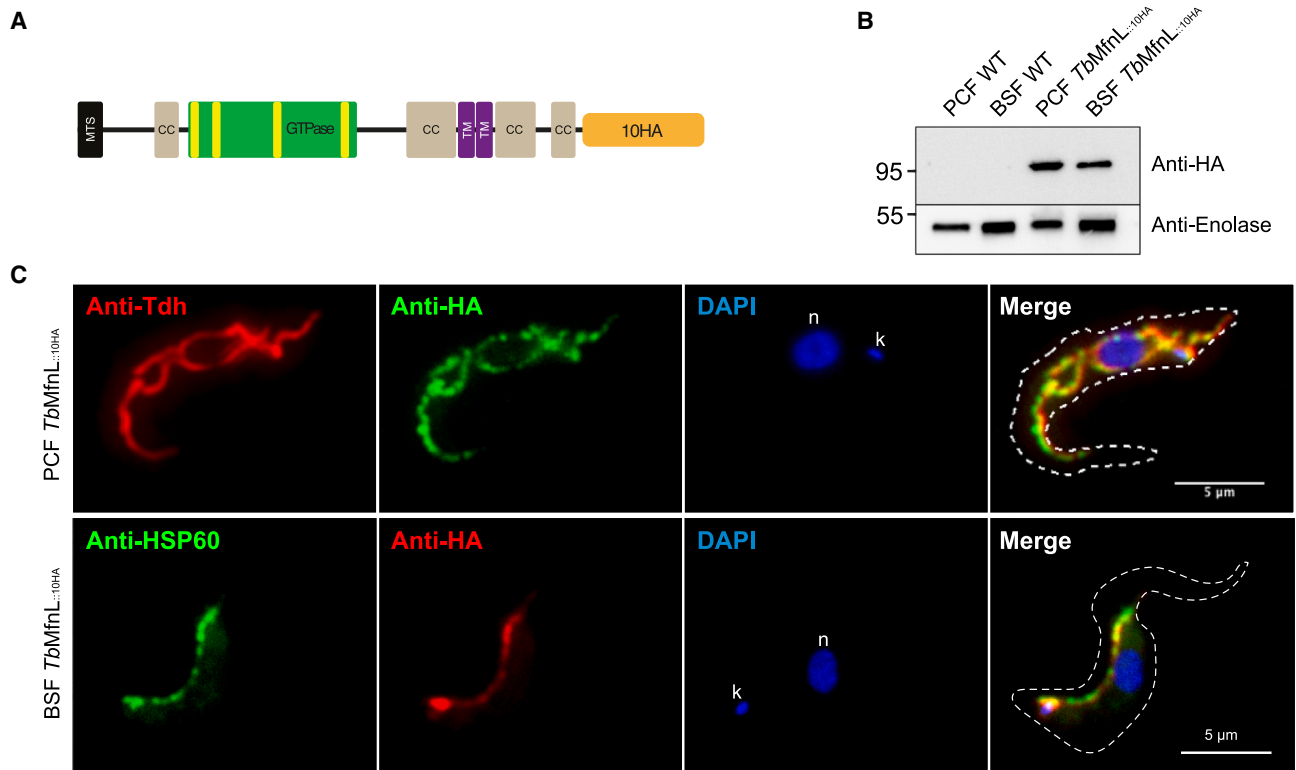 A
MTS
CC
GTPase
CC
TM
TM
CC
CC
10HA
B
PCF WT
BSF WT
PCF TbMfnL::10HA
BSF TbMfnL::10HA
95
55
Anti-HA
Anti-Enolase
C
PCF TbMfnL::10HA
Anti-Tdh
Anti-HA
DAPI
n
k
Merge
5 µm
BSF TbMfnL::10HA
Anti-HSP60
Anti-HA
DAPI
n
k
Merge
5 µm